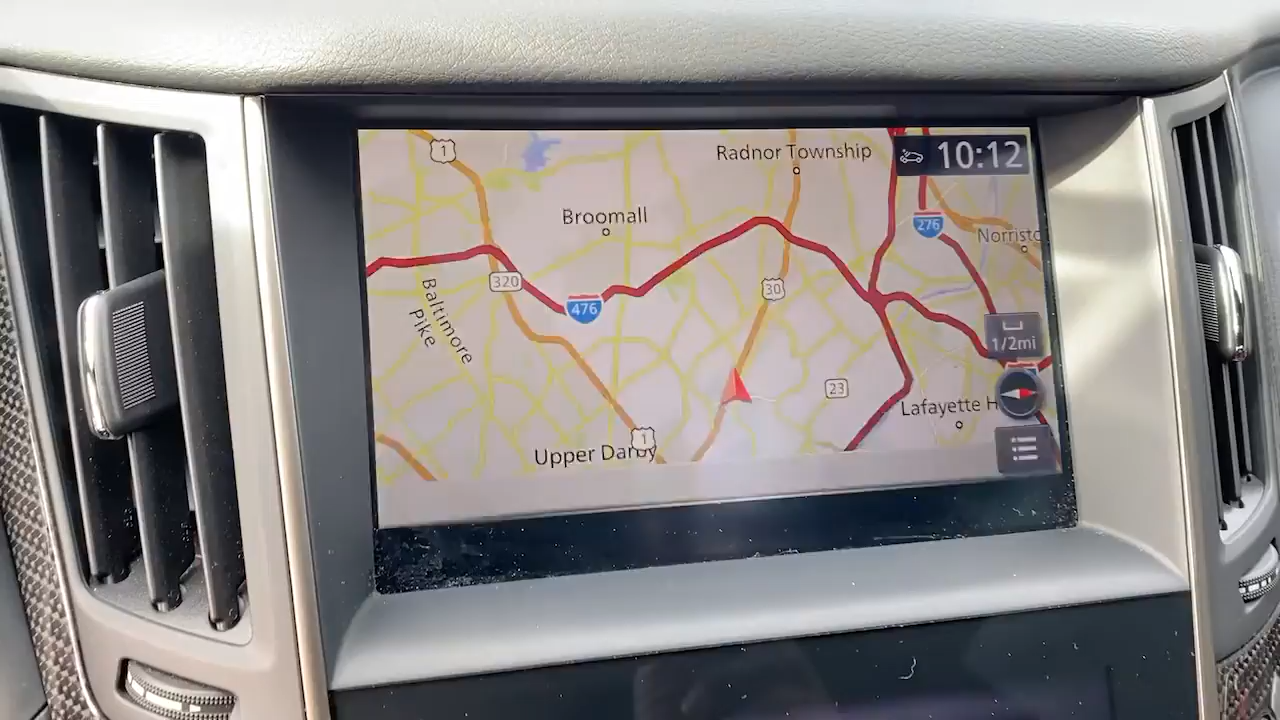 1
Radnor Township
10:12
Broomall
276
Norristo
320
Baltimore
Pike
476
30
1/2mi
23
Lafayette H
1
Upper Darby